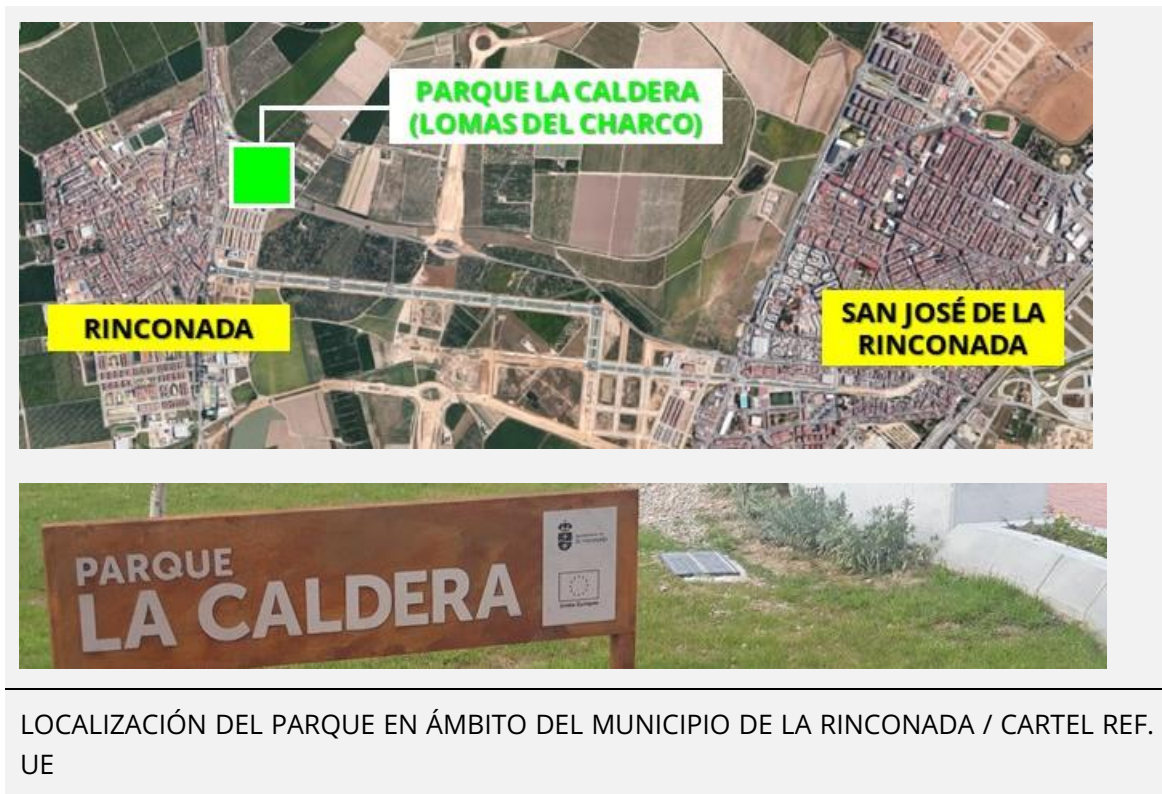 PARQUE LA CALDERA
(LOMAS DEL CHARCO)
RINCONADA
SAN JOSÉ DE LA
RINCONADA
PARQUE
LA CALDERA
Unión Europea
LOCALIZACIÓN DEL PARQUE EN ÁMBITO DEL MUNICIPIO DE LA RINCONADA / CARTEL REF.
UE